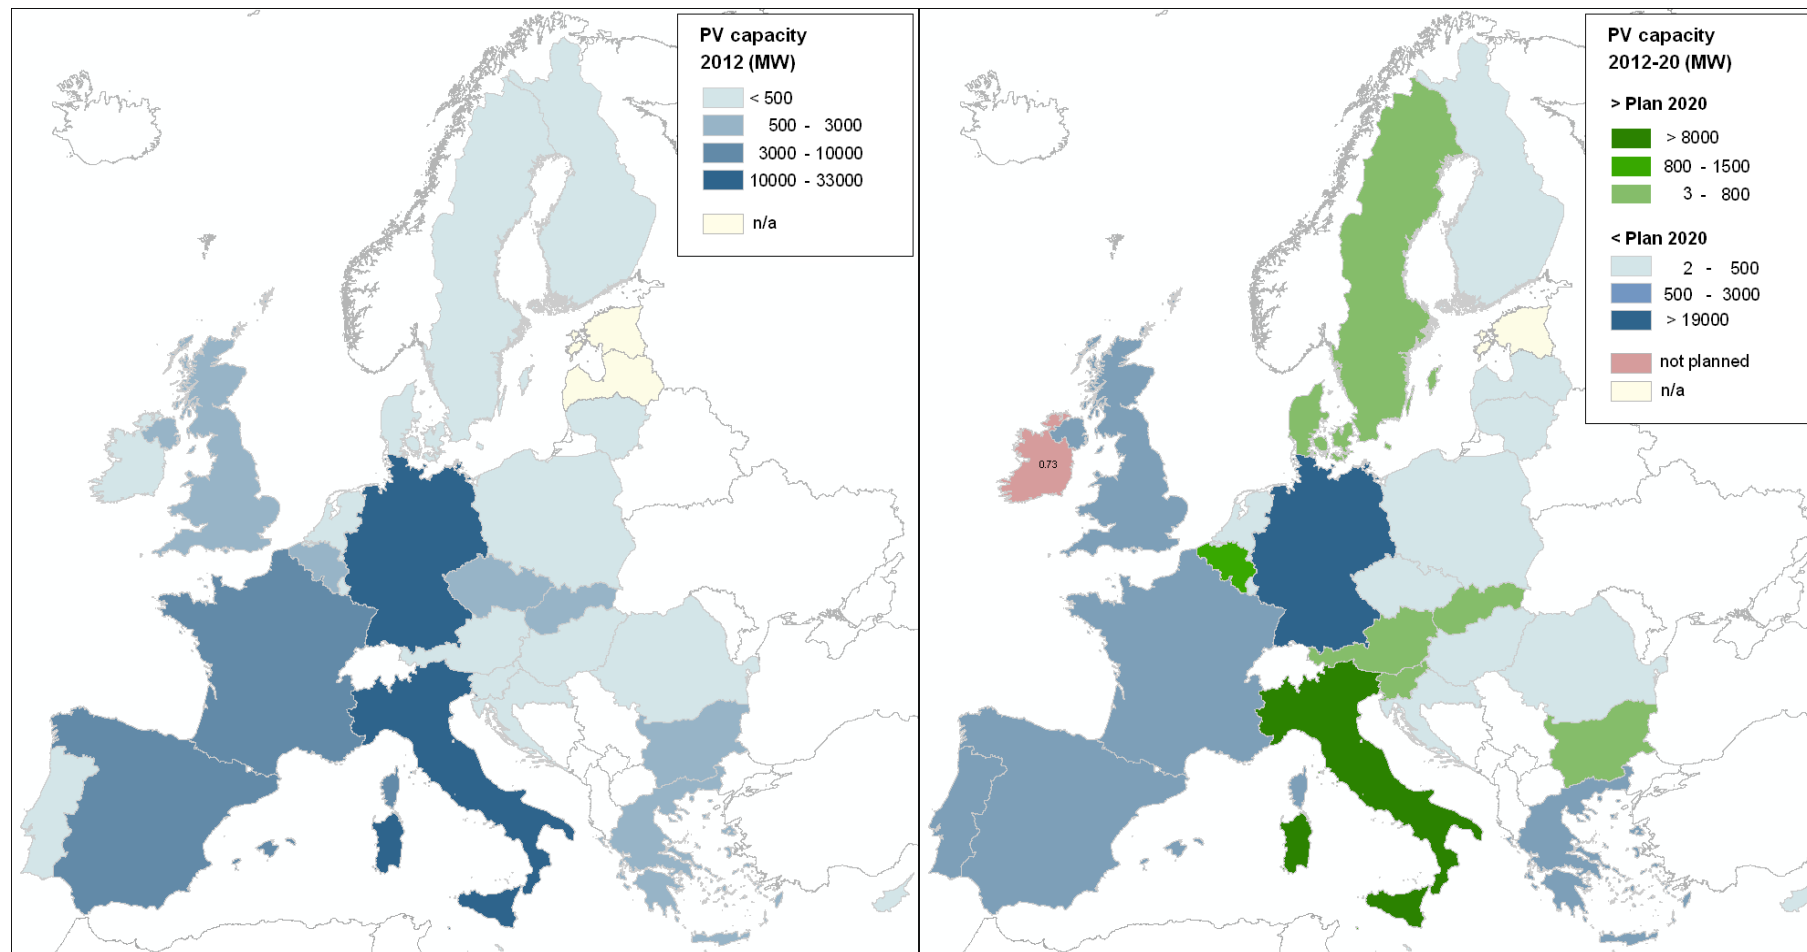 PV capacity
2012 (MW)
< 500
500 - 3000
3000 - 10000
10000 - 33000
n/a
PV capacity
2012-20 (MW)
> Plan 2020
> 8000
800 - 1500
3 - 800
< Plan 2020
2 - 500
500 - 3000
> 19000
not planned
n/a
0.73